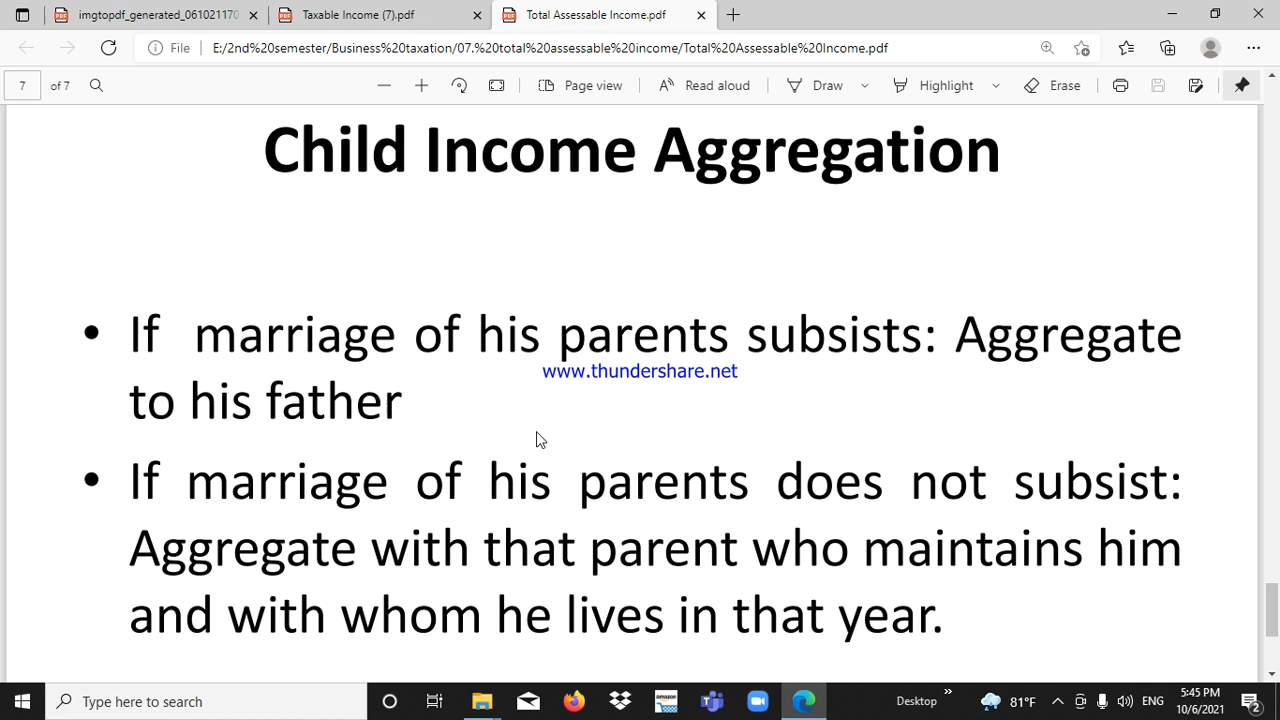 imgtopdf_generated_061021170
Taxable Income (7).pdf
Total Assessable Income.pdf
File
E:/2nd%20semester/Business%20taxation/07.%20total%20assessable%20income/Total%20Assessable%20Income.pdf
7 of 7
Page view
Read aloud
Draw
Highlight
Erase
Child Income Aggregation
• If marriage of his parents subsists: Aggregate
www.thundershare.net
to his father
• If marriage of his parents does not subsist:
Aggregate with that parent who maintains him
and with whom he lives in that year.
Type here to search
amazon
Desktop
81°F
ENG
5:45 PM
10/6/2021
2